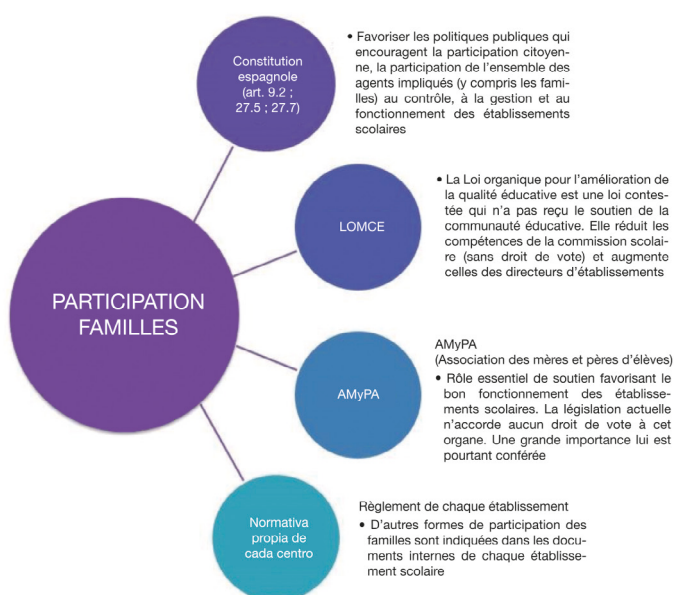 PARTICIPATION
FAMILLES
Constitution
espagnole
(art. 9.2 ;
27.5 ; 27.7)
• Favoriser les politiques publiques qui
encouragent la participation citoyen-
ne, la participation de l'ensemble des
agents impliqués (y compris les fami-
lles) au contrôle, à la gestion et au
fonctionnement des établissements
scolaires
LOMCE
• La Loi organique pour l'amélioration de
la qualité éducative est une loi contes-
tée qui n'a pas reçu le soutien de la
communauté éducative. Elle réduit les
compétences de la commission scolai-
re (sans droit de vote) et augmente
celles des directeurs d'établissements
AMyPA
AMyPA
(Association des mères et pères d'élèves)
• Rôle essentiel de soutien favorisant le
bon fonctionnement des établisse-
ments scolaires. La législation actuelle
n'accorde aucun droit de vote à cet
organe. Une grande importance lui est
pourtant conférée
Normativa
propia de
cada centro
Règlement de chaque établissement
• D'autres formes de participation des
familles sont indiquées dans les docu-
ments internes de chaque établisse-
ment scolaire